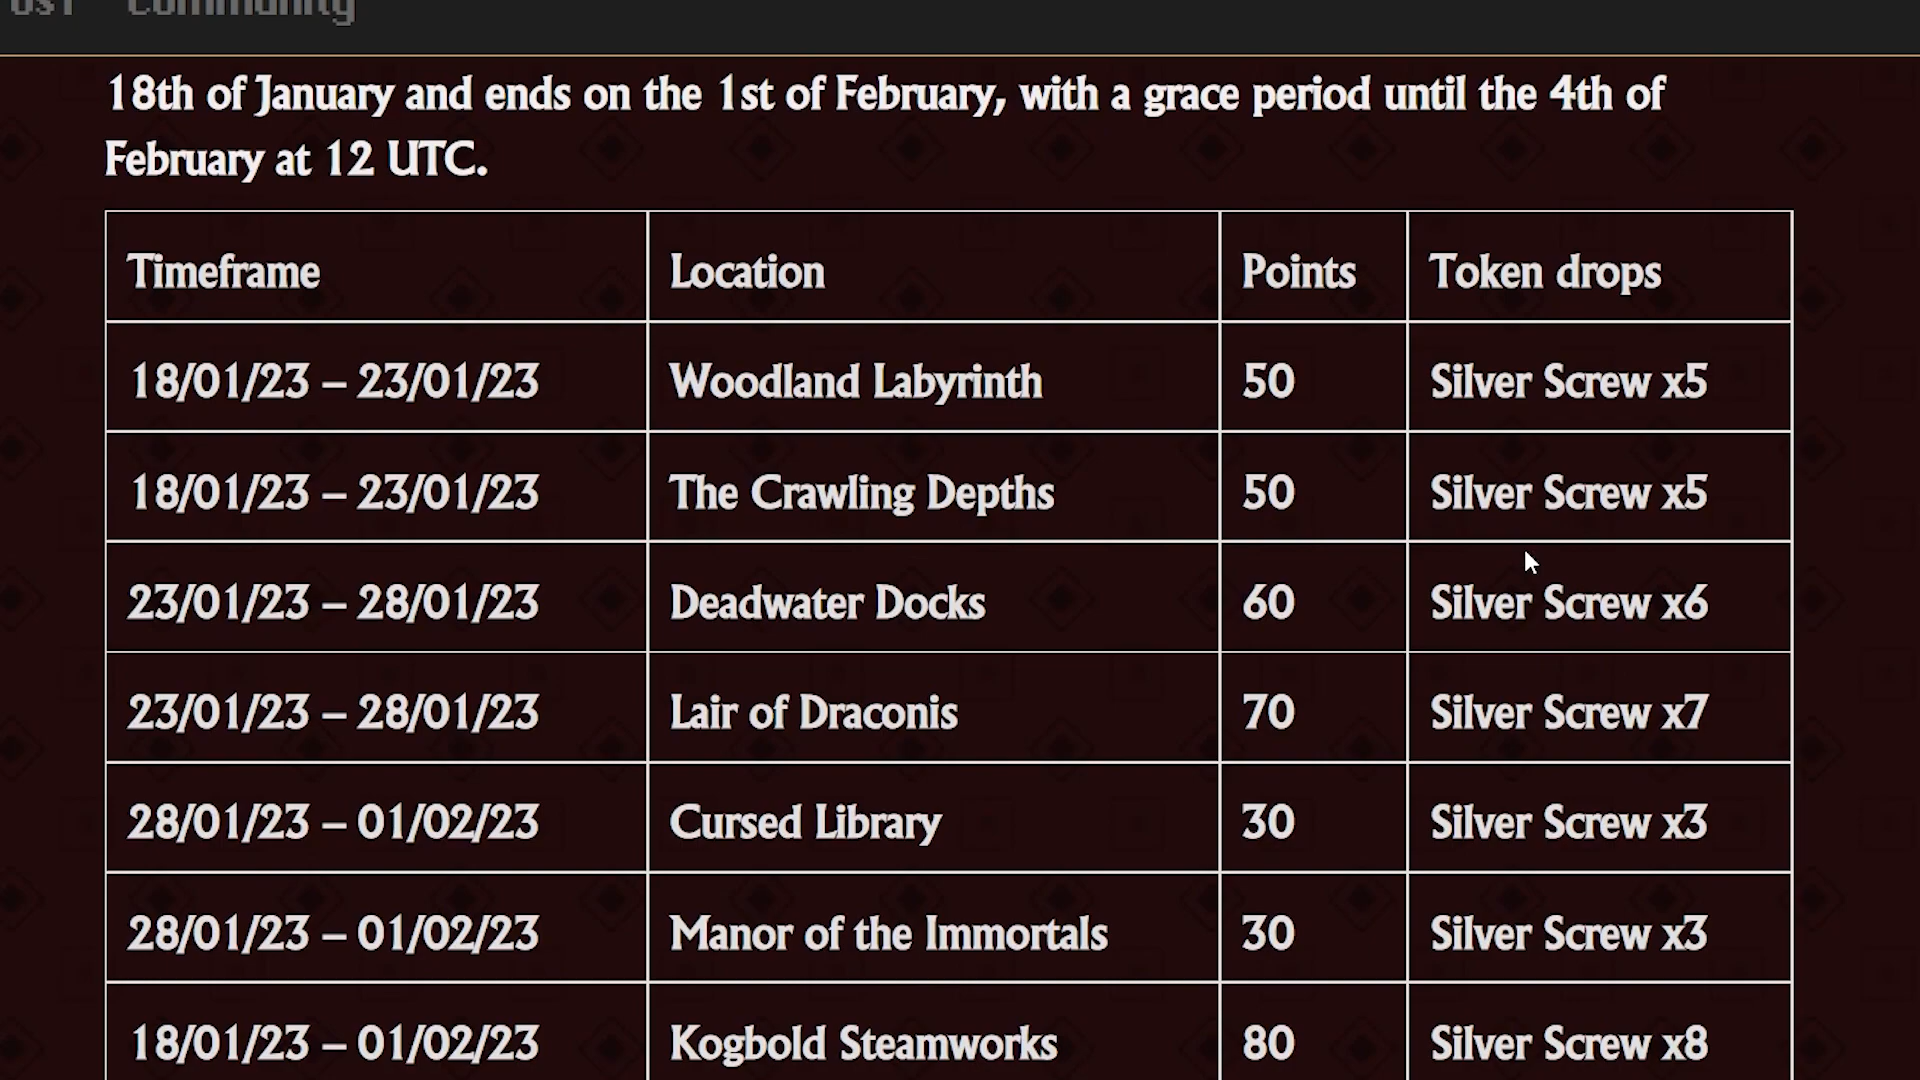 Community
18th of January and ends on the 1st of February, with a grace period until the 4th of
February at 12 UTC.
Timeframe Location Points Token drops
18/01/23 – 23/01/23 Woodland Labyrinth 50 Silver Screw x5
18/01/23 – 23/01/23 The Crawling Depths 50 Silver Screw x5
23/01/23 – 28/01/23 Deadwater Docks 60 Silver Screw x6
23/01/23 – 28/01/23 Lair of Draconis 70 Silver Screw x7
28/01/23 – 01/02/23 Cursed Library 30 Silver Screw x3
28/01/23 – 01/02/23 Manor of the Immortals 30 Silver Screw x3
18/01/23 – 01/02/23 Kogbold Steamworks 80 Silver Screw x8